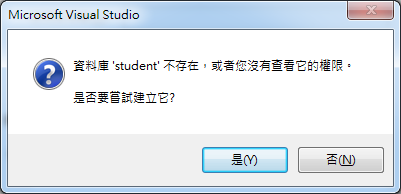 Microsoft Visual Studio
資料庫 'student' 不存在，或者您沒有查看它的權限。
是否要嘗試建立它?
是(Y)
否(N)